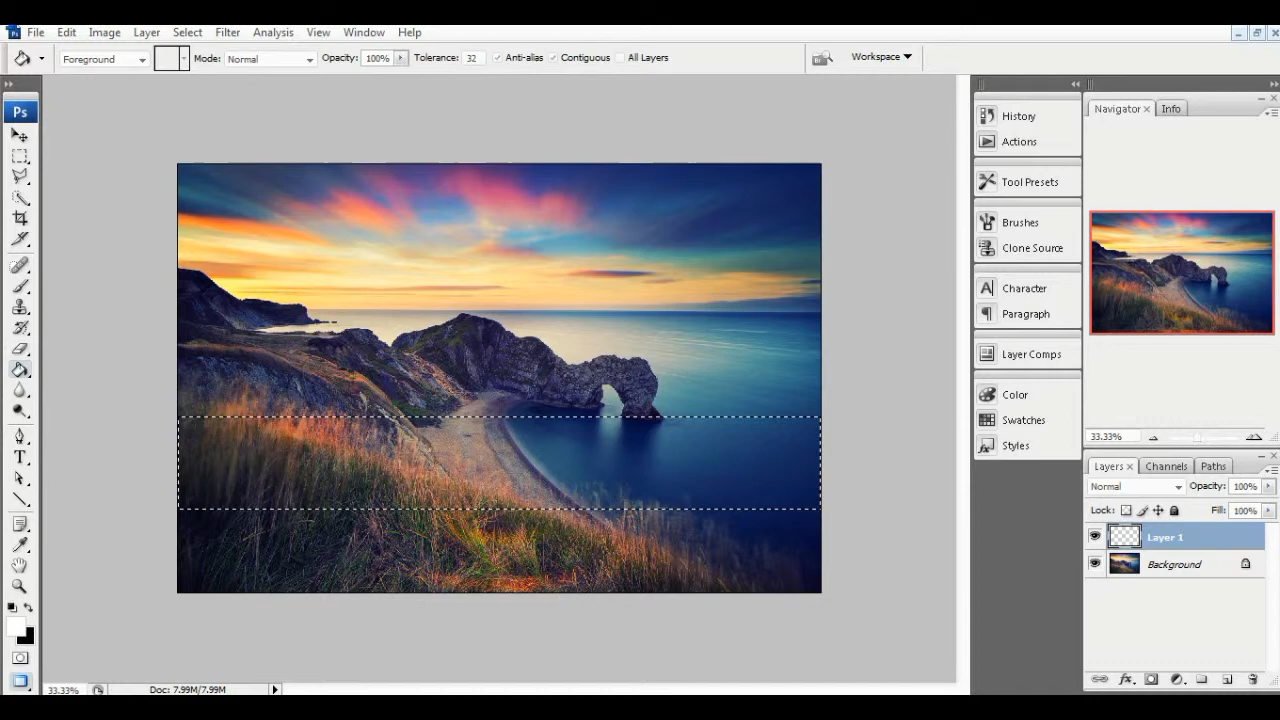 Ps File Edit Image Layer Select Filter Analysis View Window Help
Foreground Mode: Normal Opacity: 100% Tolerance: 32 Anti-alias Contiguous All Layers Workspace
Ps
History
Actions
Tool Presets
Brushes
Clone Source
Character
Paragraph
Layer Comps
Color
Swatches
Styles
Navigator Info
33.33%
Layers Channels Paths
Normal Opacity: 100%
Lock: Fill: 100%
Layer 1
Background
33.33% Doc: 7.99M/7.99M